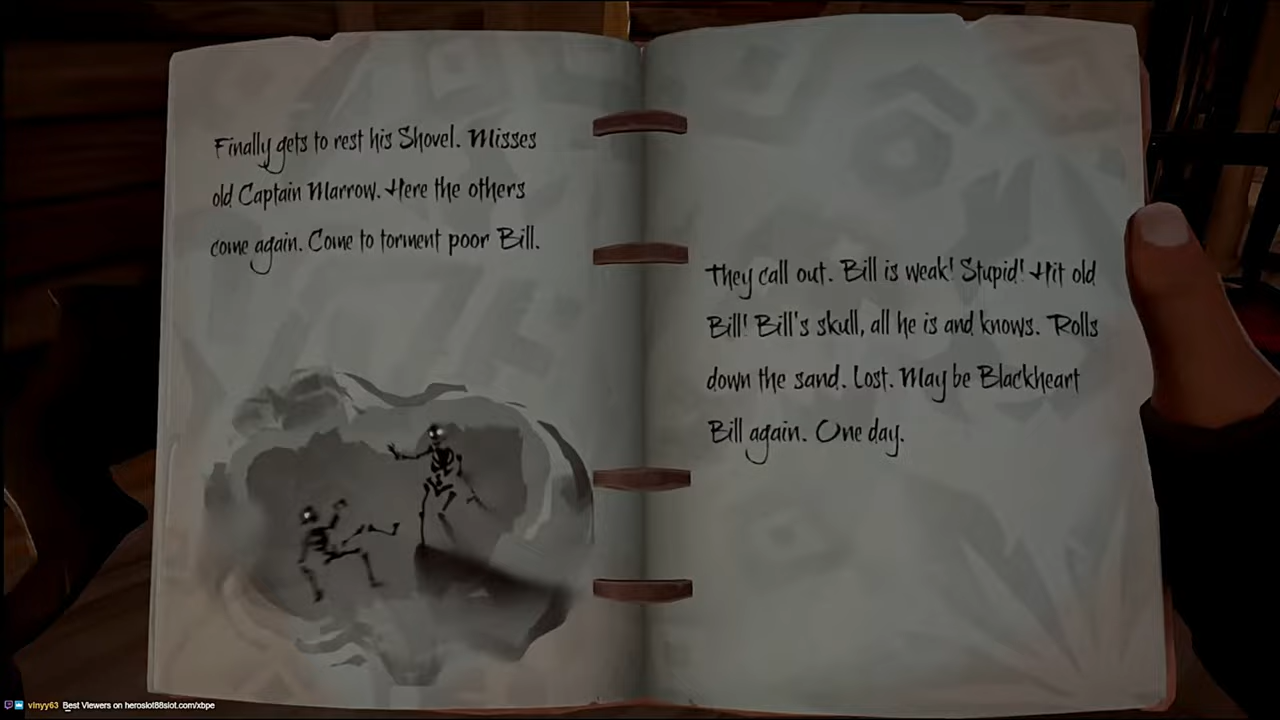 Finally gets to rest his Shovel. Misses
old Captain Marrow. Here the others
come again. Come to torment poor Bill.
They call out. Bill is weak! Stupid! Hit old
Bill! Bill's skull, all he is and knows. Rolls
down the sand. Lost. May be Blackheart
Bill again. One day.
vinyy63 Best Viewers on heroslot88slot.com/xbpe